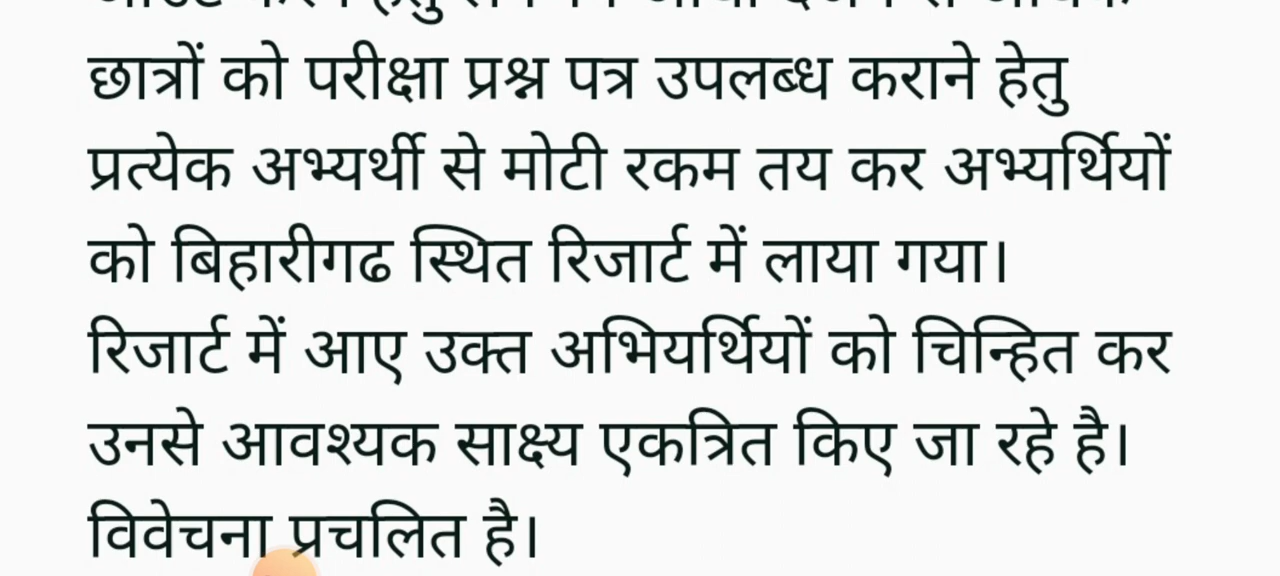 छात्रों को परीक्षा प्रश्न पत्र उपलब्ध कराने हेतु
प्रत्येक अभ्यर्थी से मोटी रकम तय कर अभ्यर्थियों
को बिहारीगढ स्थित रिजार्ट में लाया गया।
रिजार्ट में आए उक्त अभियर्थियों को चिन्हित कर
उनसे आवश्यक साक्ष्य एकत्रित किए जा रहे है।
विवेचना प्रचलित है।